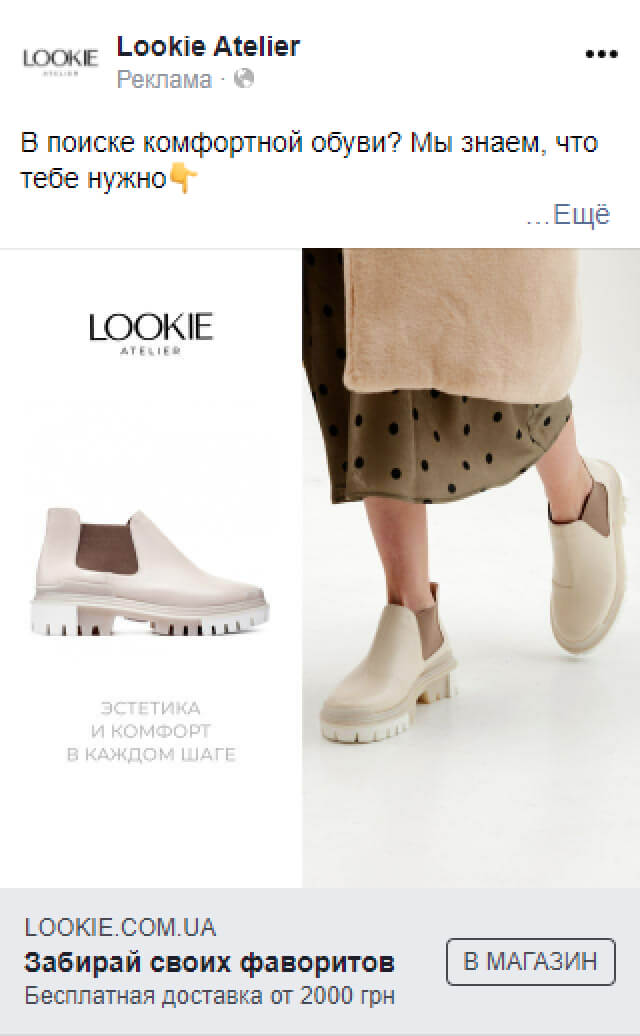 LOOKIE
ATELIER
Lookie Atelier
Реклама ·
В поиске комфортной обуви? Мы знаем, что
тебе нужно👇
...Ещё
LOOKIE
ATELIER
ЭСТЕТИКА
И КОМФОРТ
В КАЖДОМ ШАГЕ
LOOKIE.COM.UA
Забирай своих фаворитов
Бесплатная доставка от 2000 грн
В МАГАЗИН